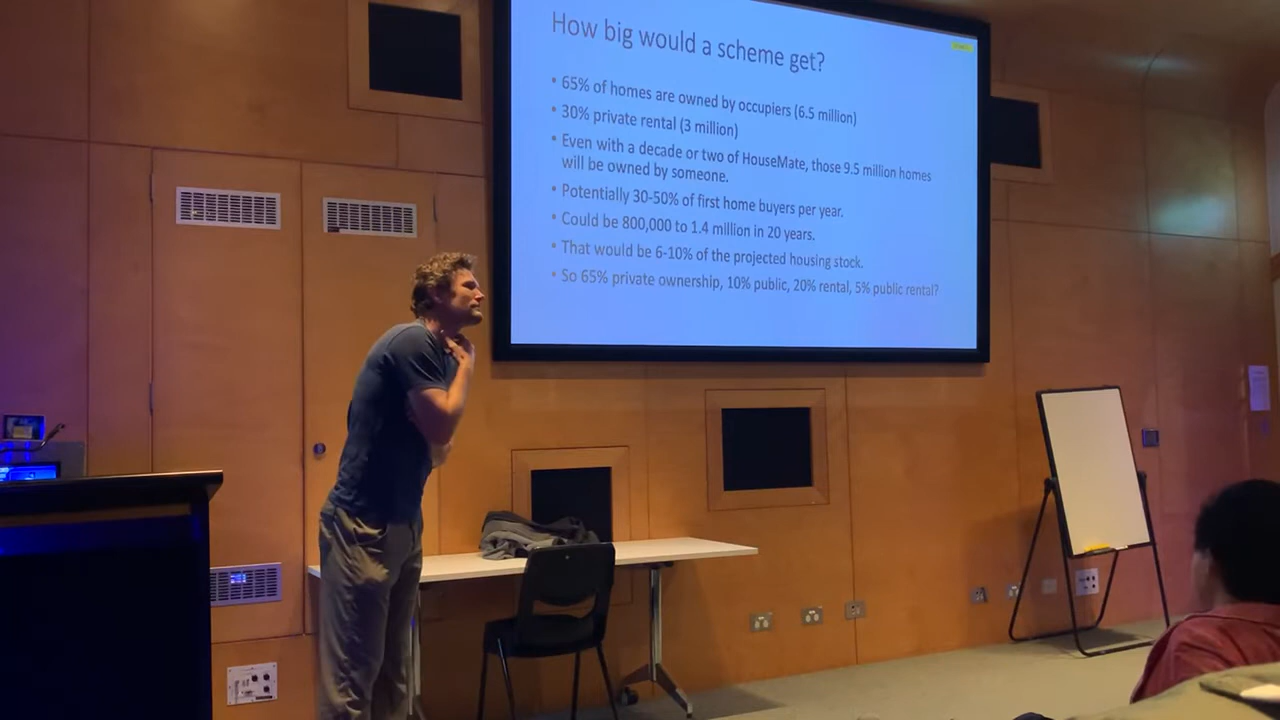 How big would a scheme get?
• 65% of homes are owned by occupiers (6.5 million)
• 30% private rental (3 million)
• Even with a decade or two of HouseMate, those 9.5 million homes
will be owned by someone.
• Potentially 30-50% of first home buyers per year.
• Could be 800,000 to 1.4 million in 20 years.
• That would be 6-10% of the projected housing stock.
• So 65% private ownership, 10% public, 20% rental, 5% public rental?